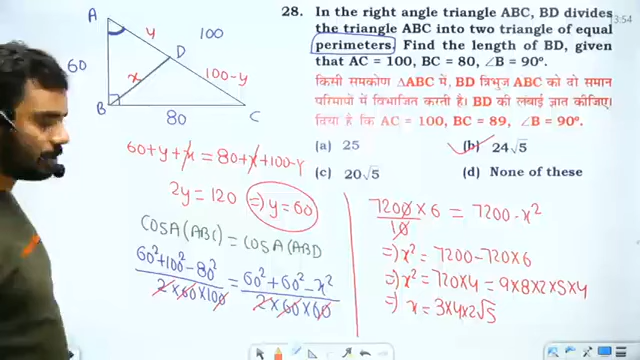 28. In the right angle triangle ABC, BD divides
the triangle ABC into two triangle of equal
perimeters. Find the length of BD, given
that AC = 100, BC = 80, ∠B = 90°.
किसी समकोण ΔABC में, BD त्रिभुज ABC को दो समान
परिमापों में विभाजित करती है। BD की लंबाई ज्ञात कीजिए।
दिया है कि AC = 100, BC = 89, ∠B = 90°.
(a) 25
(b) 24√5
(c) 20√5
(d) None of these
A
y
100
D
60
x
100-y
B
80
C
60+y+x = 80+x+100-y
2y = 120 ⇒ y=60
COSA(ABC) = COSA(ABD
60²+100²-80² / 2×60×100 = 60²+60²-x² / 2×60×60
7200×6 / 10 = 7200-x²
⇒ x² = 7200-720×6
⇒ x² = 720×4 = 9×8×2×5×4
⇒ x = 3×4×2√5
3:54